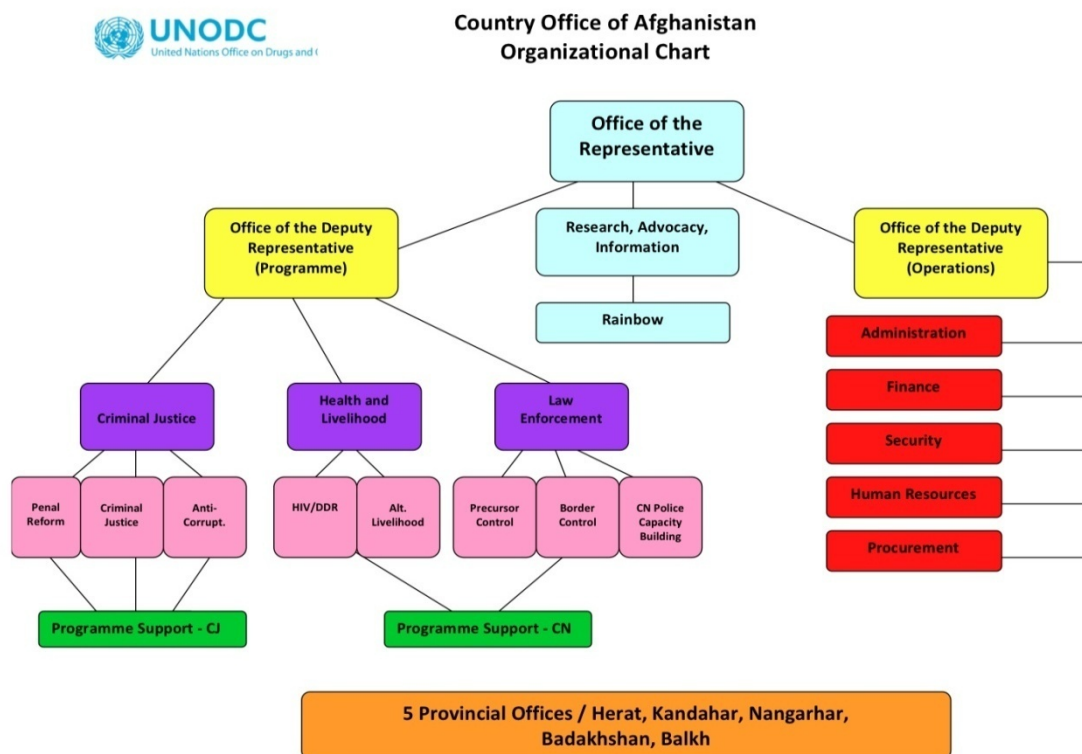 UNODC
United Nations Office on Drugs and
Country Office of Afghanistan
Organizational Chart
Office of the
Representative
Office of the Deputy
Representative
(Programme)
Research, Advocacy,
Information
Office of the Deputy
Representative
(Operations)
Rainbow
Administration
Finance
Security
Human Resources
Procurement
Criminal Justice
Health and
Livelihood
Law
Enforcement
Penal
Reform
Criminal
Justice
Anti-
Corrupt.
HIV/DDR
Alt.
Livelihood
Precursor
Control
Border
Control
CN Police
Capacity
Building
Programme Support - CJ
Programme Support - CN
5 Provincial Offices / Herat, Kandahar, Nangarhar,
Badakhshan, Balkh